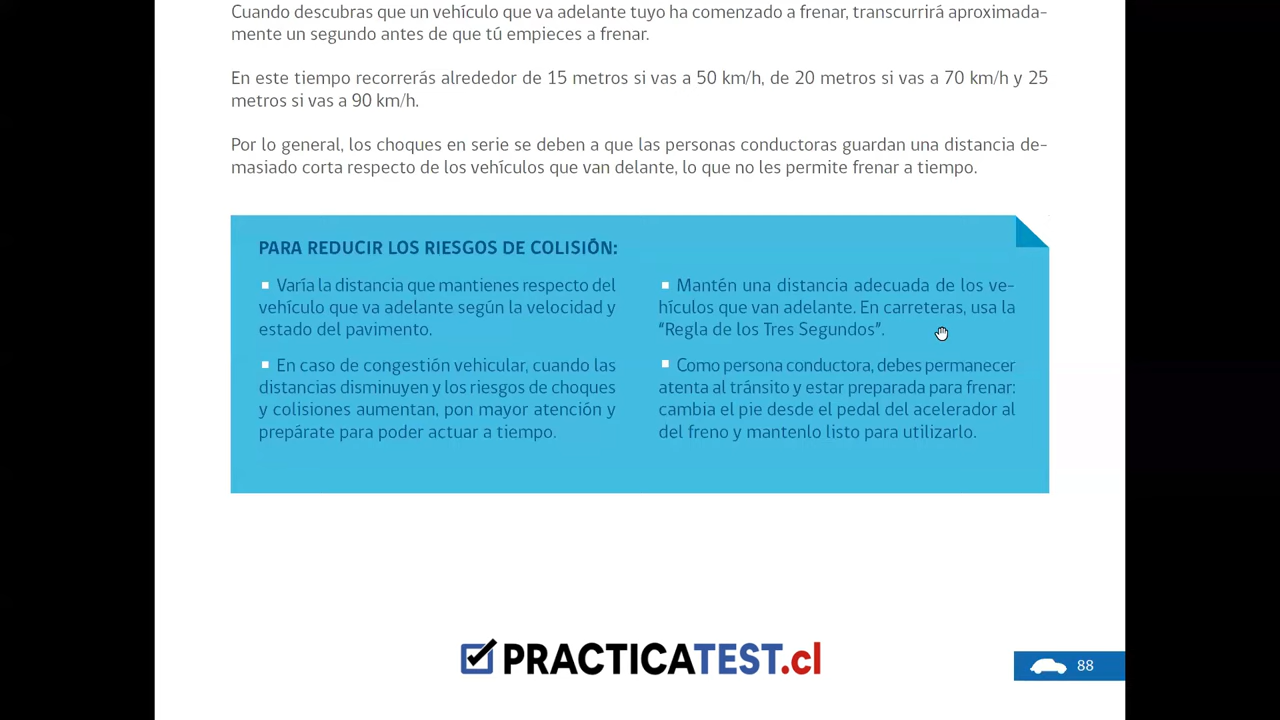 Cuando descubras que un vehículo que va adelante tuyo ha comenzado a frenar, transcurrirá aproximada-
mente un segundo antes de que tú empieces a frenar.
En este tiempo recorrerás alrededor de 15 metros si vas a 50 km/h, de 20 metros si vas a 70 km/h y 25
metros si vas a 90 km/h.
Por lo general, los choques en serie se deben a que las personas conductoras guardan una distancia de-
masiado corta respecto de los vehículos que van delante, lo que no les permite frenar a tiempo.
PARA REDUCIR LOS RIESGOS DE COLISIÓN:
Varía la distancia que mantienes respecto del
vehículo que va adelante según la velocidad y
estado del pavimento.
En caso de congestión vehicular, cuando las
distancias disminuyen y los riesgos de choques
y colisiones aumentan, pon mayor atención y
prepárate para poder actuar a tiempo.
Mantén una distancia adecuada de los ve-
hículos que van adelante. En carreteras, usa la
“Regla de los Tres Segundos”.
Como persona conductora, debes permanecer
atenta al tránsito y estar preparada para frenar:
cambia el pie desde el pedal del acelerador al
del freno y mantenlo listo para utilizarlo.
PRACTICATEST.cl
88